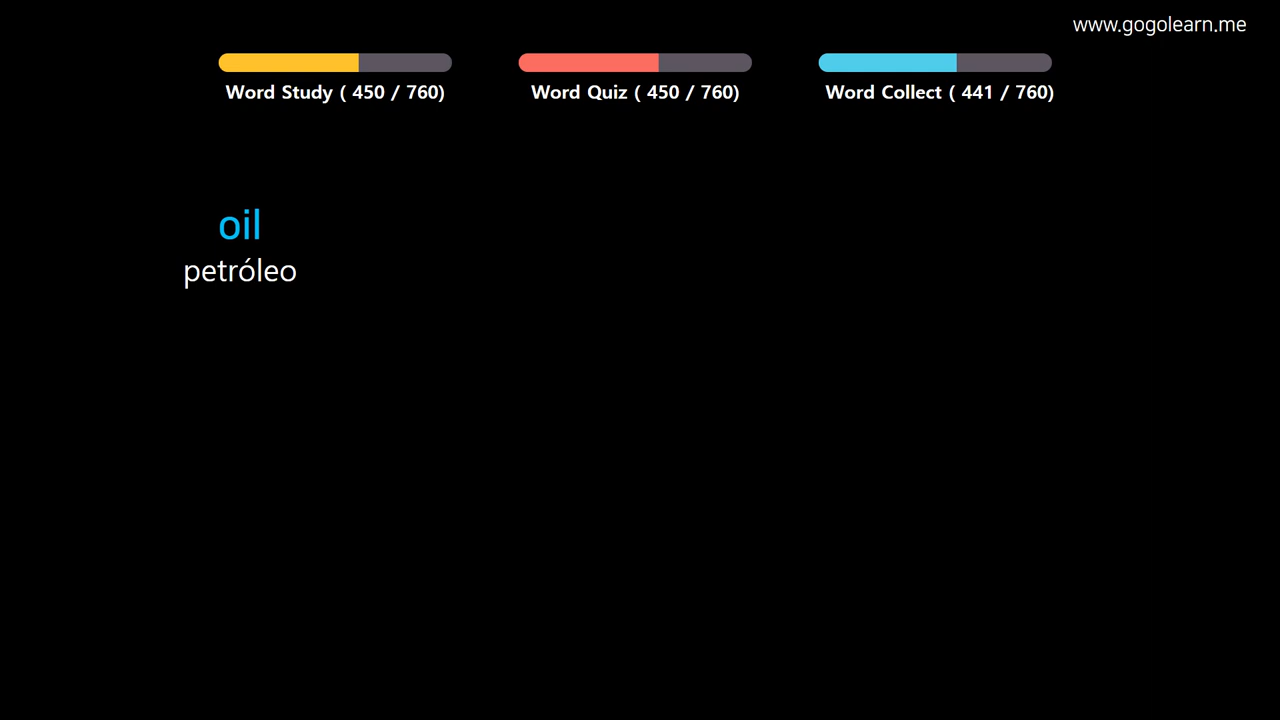 www.gogolearn.me
Word Study ( 450 / 760)
Word Quiz ( 450 / 760)
Word Collect ( 441 / 760)
oil
petróleo